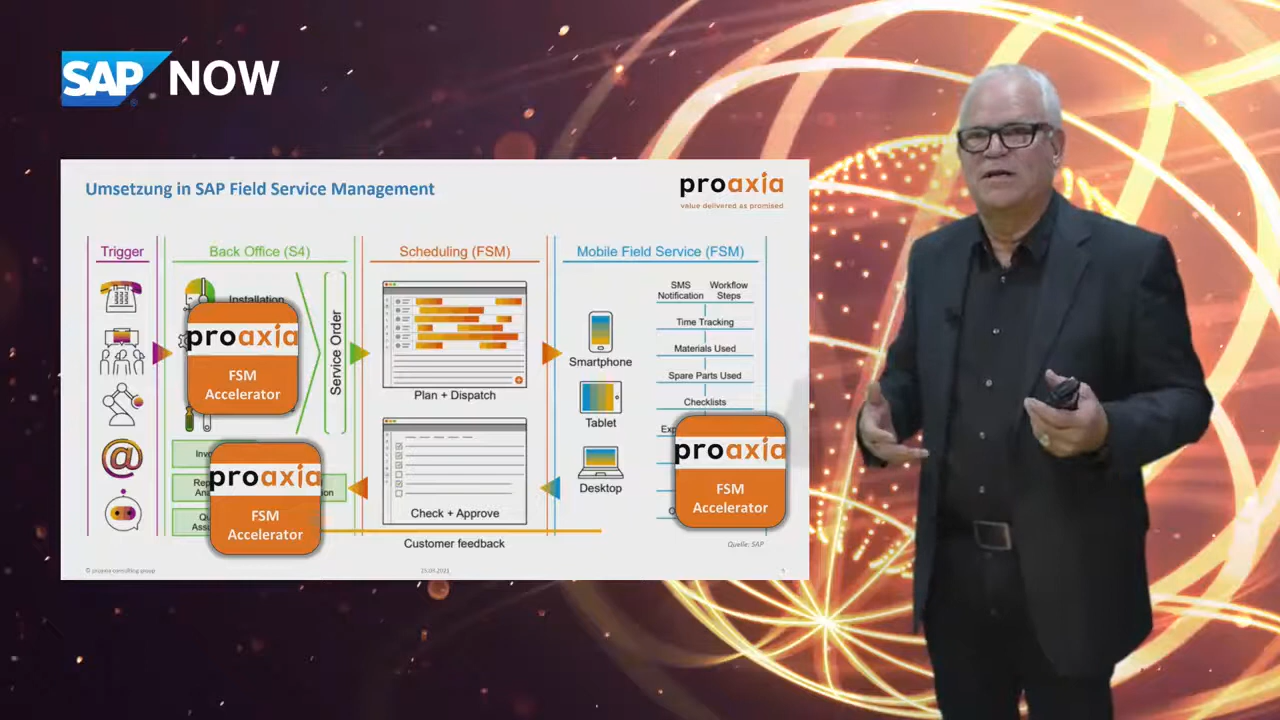 SAP NOW
Umsetzung in SAP Field Service Management
proaxia
value delivered as promised
Trigger
Back Office (S4)
Scheduling (FSM)
Mobile Field Service (FSM)
Installation
Service Order
proaxia
FSM
Accelerator
Plan + Dispatch
Smartphone
Tablet
Desktop
SMS
Notification
Workflow
Steps
Time Tracking
Materials Used
Spare Parts Used
Checklists
proaxia
FSM
Accelerator
proaxia
FSM
Accelerator
Check + Approve
Customer feedback
Quelle: SAP
© proaxia consulting group